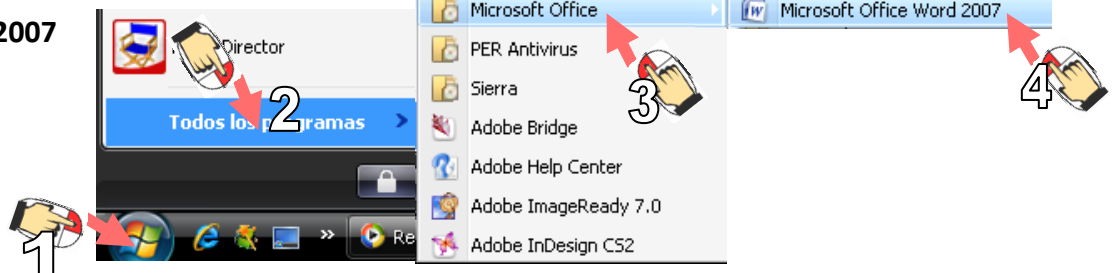 2007
Director
Todos los programas
Re
Microsoft Office
PER Antivirus
Sierra
Adobe Bridge
Adobe Help Center
Adobe ImageReady 7.0
Adobe InDesign CS2
Microsoft Office Word 2007
1
2
3
4